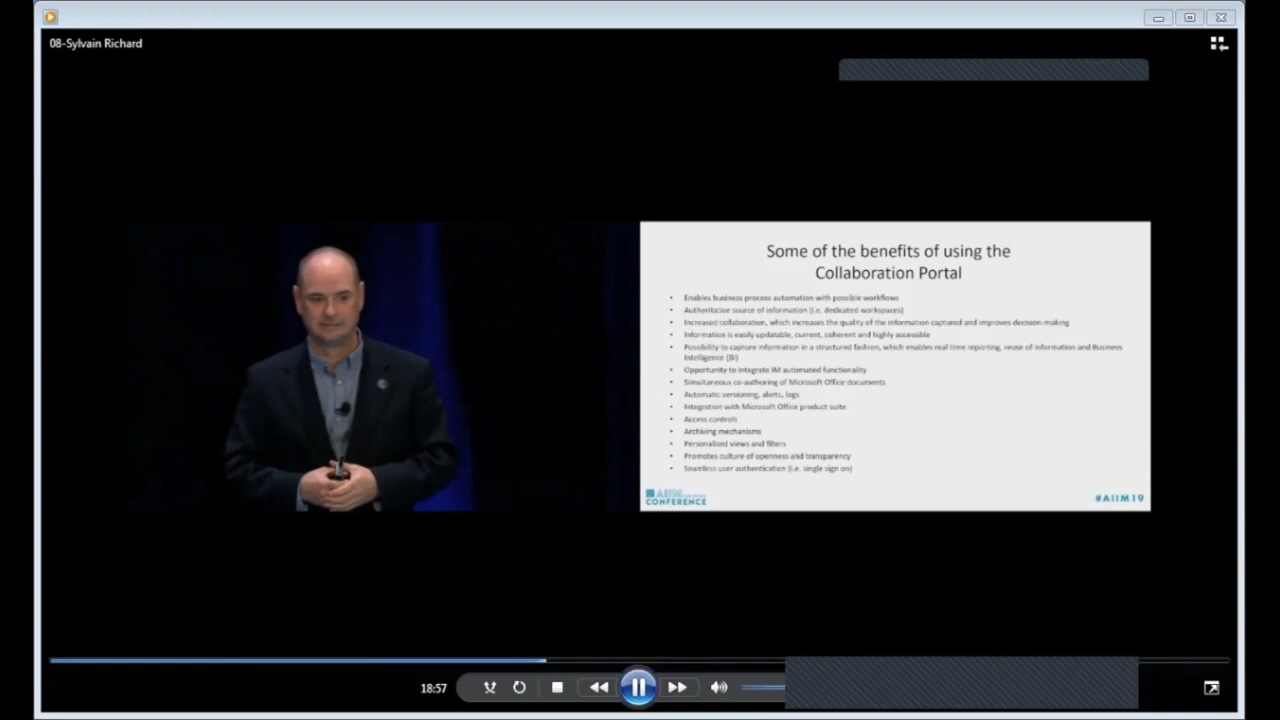 08-Sylvain Richard
Some of the benefits of using the
Collaboration Portal
• Enables business process automation with possible workflows
• Authoritative source of information (i.e. dedicated workspaces)
• Increased collaboration, which increases the quality of the information captured and improves decision-making
• Information is easily updatable, current, coherent and highly accessible
• Possibility to capture information in a structured fashion, which enables real time reporting, reuse of information and Business
Intelligence (BI)
• Opportunity to integrate IM automated functionality
• Simultaneous co-authoring of Microsoft Office documents
• Automatic versioning, alerts, logs
• Integration with Microsoft Office product suite
• Access controls
• Archiving mechanisms
• Personalized views and filters
• Promotes culture of openness and transparency
• Seamless user authentication (i.e. single sign on)
AIIM
CONFERENCE
#AIIM19
18:57